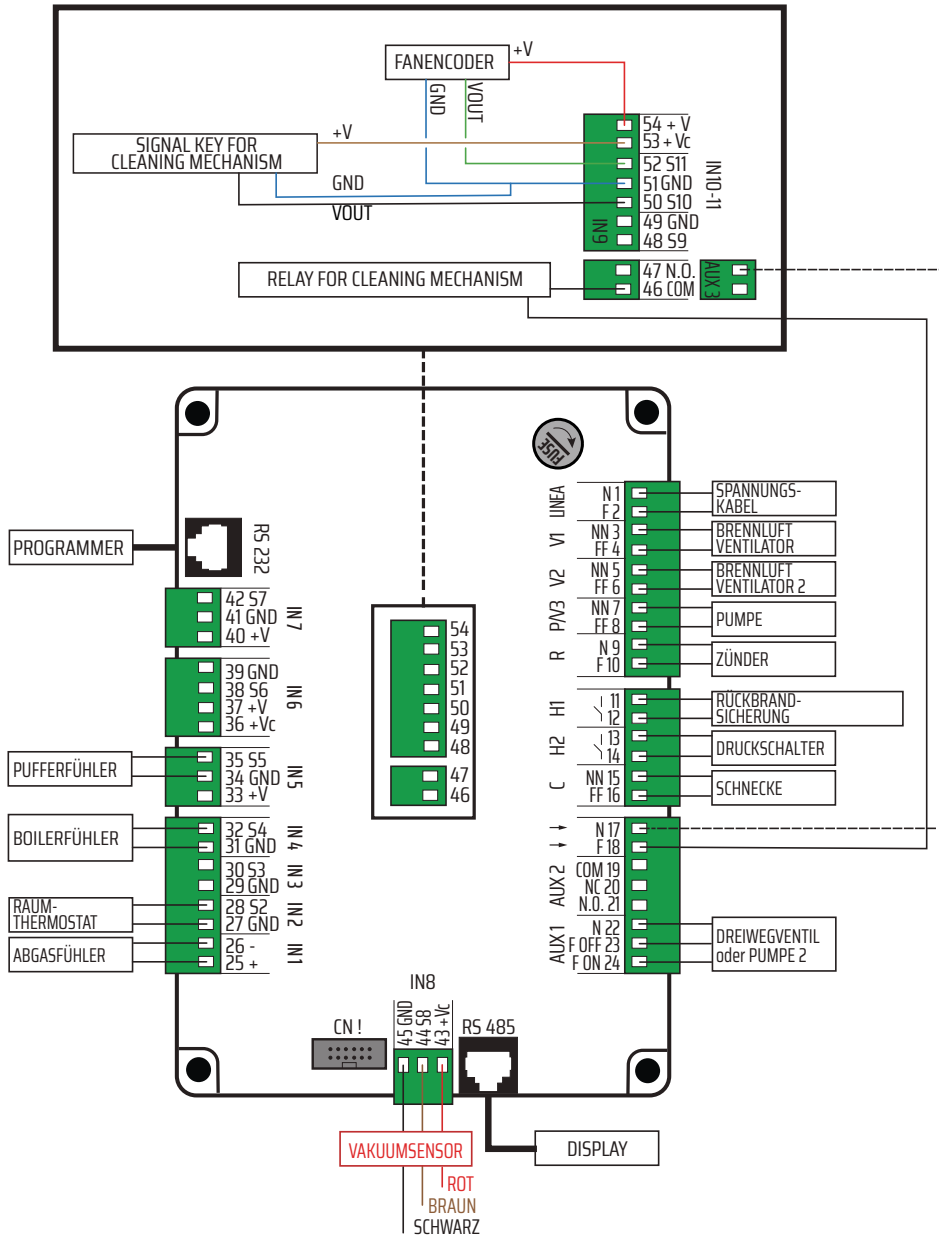 FANENCODER
+V
GND
VOUT
SIGNAL KEY FOR
CLEANING MECHANISM
+V
GND
VOUT
54 + V
53 + Vc
52 S11
51 GND
50 S10
49 GND
48 S9
IN10-11
IN9
RELAY FOR CLEANING MECHANISM
47 N.O.
46 COM
AUX 3
FUSE
PROGRAMMER
RS 232
42 S7
41 GND
40 +V
IN7
39 GND
38 S6
37 +V
36 +Vc
IN6
PUFFERFÜHLER
35 S5
34 GND
33 +V
IN5
BOILERFÜHLER
32 S4
31 GND
IN 4
30 S3
29 GND
IN 3
RAUM-
THERMOSTAT
28 S2
27 GND
IN2
ABGASFÜHLER
26 -
25 +
IN1
54
53
52
51
50
49
48
47
46
LINEA
N 1
F 2
SPANNUNGS-
KABEL
V1
NN 3
FF 4
BRENNLUFT
VENTILATOR
V2
NN 5
FF 6
BRENNLUFT
VENTILATOR 2
P/V3
NN 7
FF 8
PUMPE
R
N 9
F 10
ZÜNDER
H1
11
12
RÜCKBRAND-
SICHERUNG
H2
13
14
DRUCKSCHALTER
C
NN 15
FF 16
SCHNECKE
N 17
F 18
AUX 2
COM 19
NC 20
N.O. 21
AUX1
N 22
F OFF 23
F ON 24
DREIWEGVENTIL
oder PUMPE 2
IN8
CN !
45 GND
44 S8
43 +Vc
RS 485
VAKUUMSENSOR
DISPLAY
ROT
BRAUN
SCHWARZ